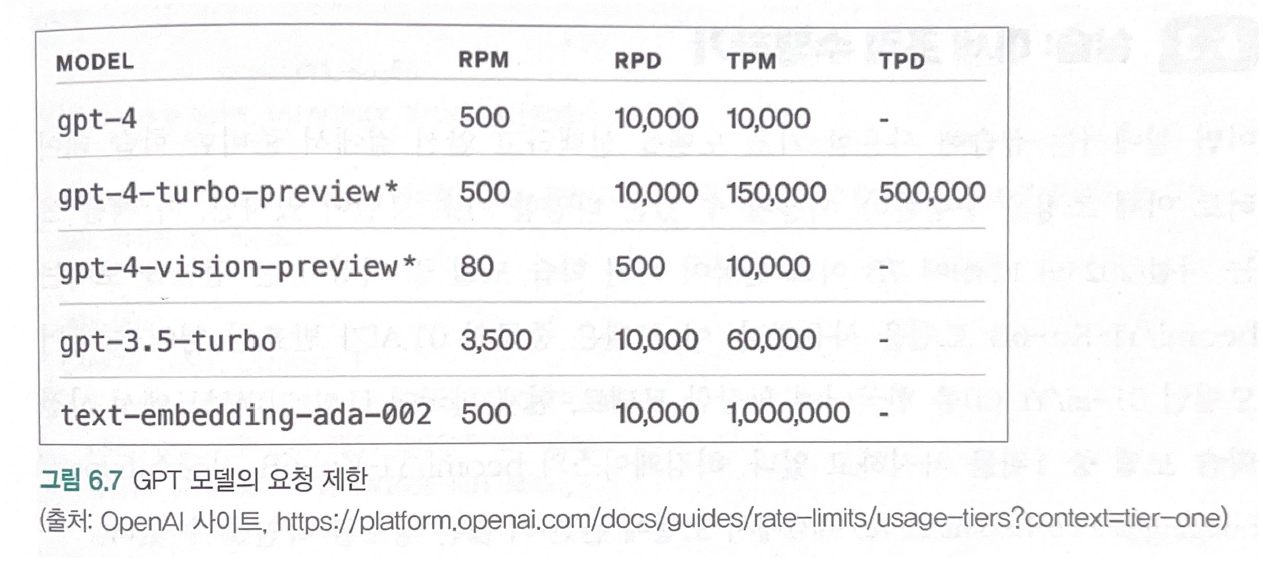 MODEL RPM RPD TPM TPD
gpt-4 500 10,000 10,000 -
gpt-4-turbo-preview* 500 10,000 150,000 500,000
gpt-4-vision-preview* 80 500 10,000 -
gpt-3.5-turbo 3,500 10,000 60,000 -
text-embedding-ada-002 500 10,000 1,000,000 -
그림 6.7 GPT 모델의 요청 제한
(출처: OpenAI 사이트, https://platform.openai.com/docs/guides/rate-limits/usage-tiers?context=tier-one)